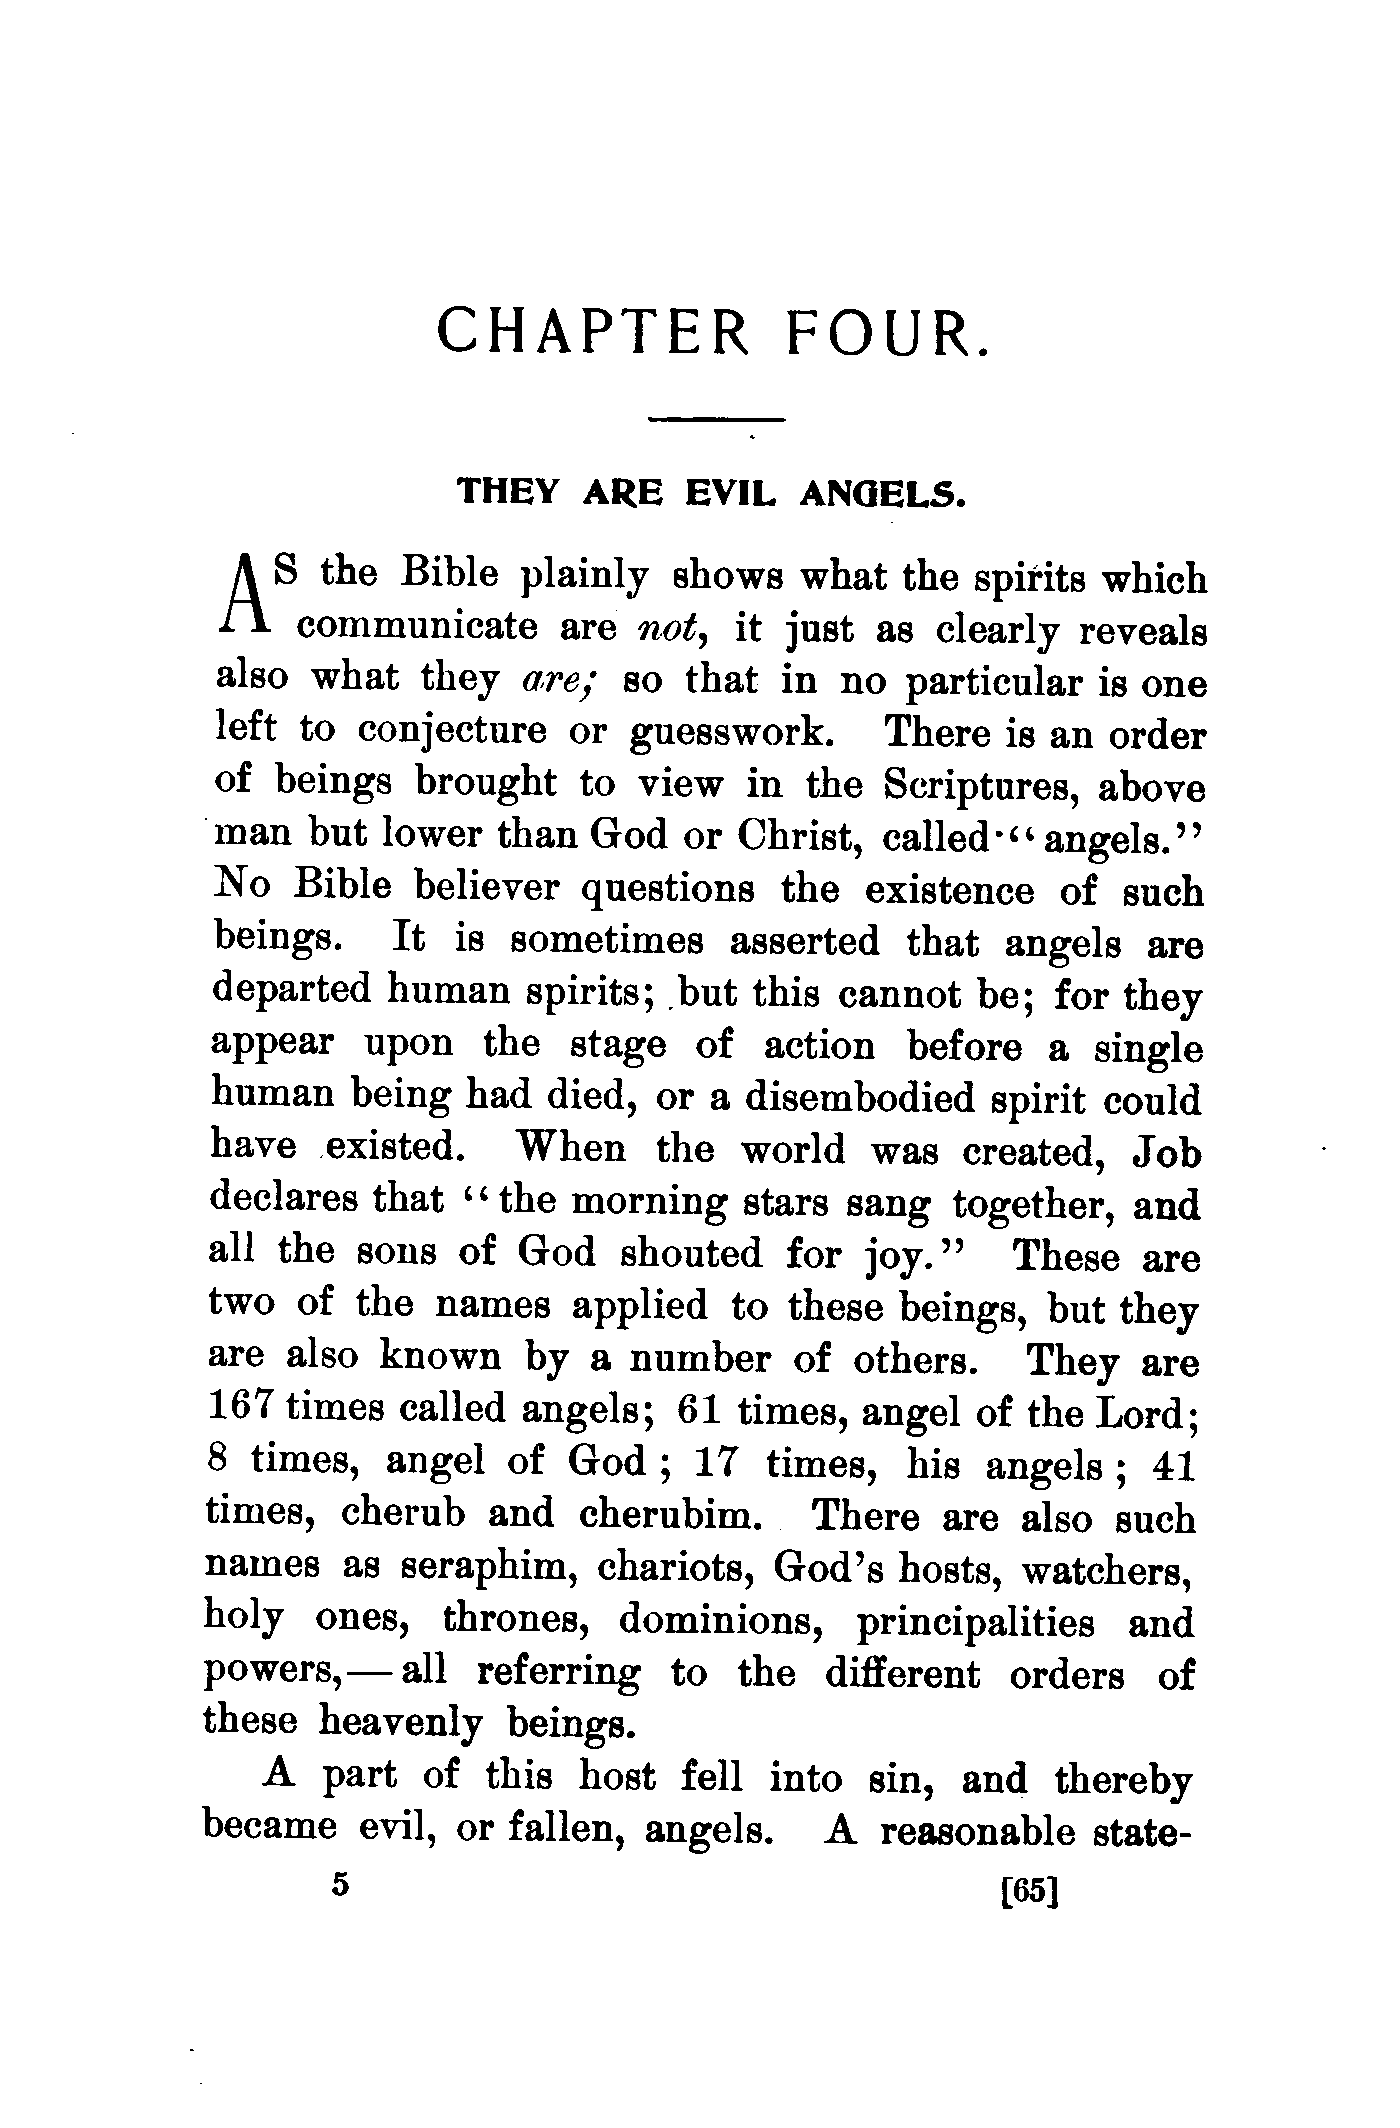 CHAPTER FOUR.
THEY ARE EVIL ANGELS.
AS the Bible plainly shows what the spirits which
communicate are not, it just as clearly reveals
also what they are; so that in no particular is one
left to conjecture or guesswork. There is an order
of beings brought to view in the Scriptures, above
man but lower than God or Christ, called "angels."
No Bible believer questions the existence of such
beings. It is sometimes asserted that angels are
departed human spirits; but this cannot be; for they
appear upon the stage of action before a single
human being had died, or a disembodied spirit could
have existed. When the world was created, Job
declares that "the morning stars sang together, and
all the sons of God shouted for joy." These are
two of the names applied to these beings, but they
are also known by a number of others. They are
167 times called angels; 61 times, angel of the Lord;
8 times, angel of God; 17 times, his angels; 41
times, cherub and cherubim. There are also such
names as seraphim, chariots, God's hosts, watchers,
holy ones, thrones, dominions, principalities and
powers,—all referring to the different orders of
these heavenly beings.
A part of this host fell into sin, and thereby
became evil, or fallen, angels. A reasonable state-
5 [65]